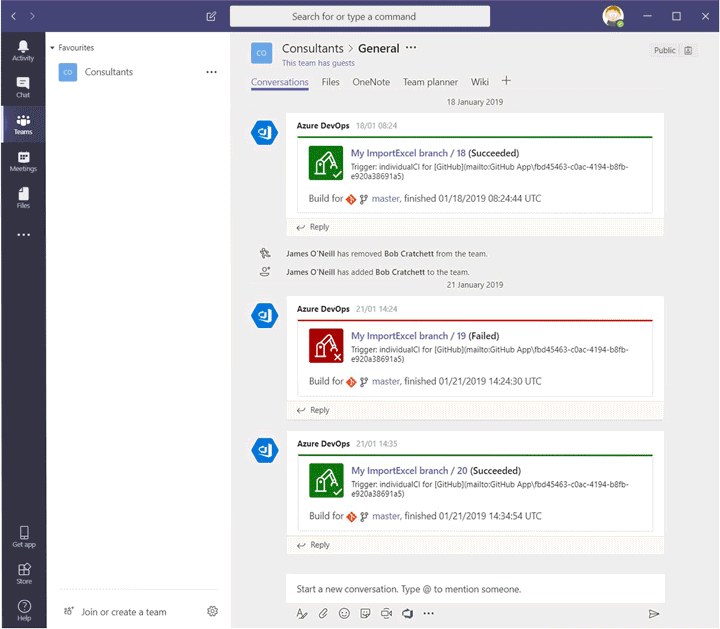 Search for or type a command
Activity
Chat
Teams
Meetings
Files
Get app
Store
Help
Favourites
CO Consultants
Join or create a team
CO
Consultants > General
This team has guests
Public
Conversations Files OneNote Team planner Wiki
18 January 2019
Azure DevOps 18/01 08:24
My ImportExcel branch / 18 (Succeeded)
Trigger: individualCI for [GitHub](mailto:GitHub App\fbd45463-c0ac-4194-b8fb-
e920a38691a5)
Build for master, finished 01/18/2019 08:24:44 UTC
Reply
James O'Neill has removed Bob Cratchett from the team.
James O'Neill has added Bob Cratchett to the team.
21 January 2019
Azure DevOps 21/01 14:24
My ImportExcel branch / 19 (Failed)
Trigger: individualCI for [GitHub](mailto:GitHub App\fbd45463-c0ac-4194-b8fb-
e920a38691a5)
Build for master, finished 01/21/2019 14:24:30 UTC
Reply
Azure DevOps 21/01 14:35
My ImportExcel branch / 20 (Succeeded)
Trigger: individualCI for [GitHub](mailto:GitHub App\fbd45463-c0ac-4194-b8fb-
e920a38691a5)
Build for master, finished 01/21/2019 14:34:54 UTC
Reply
Start a new conversation. Type @ to mention someone.